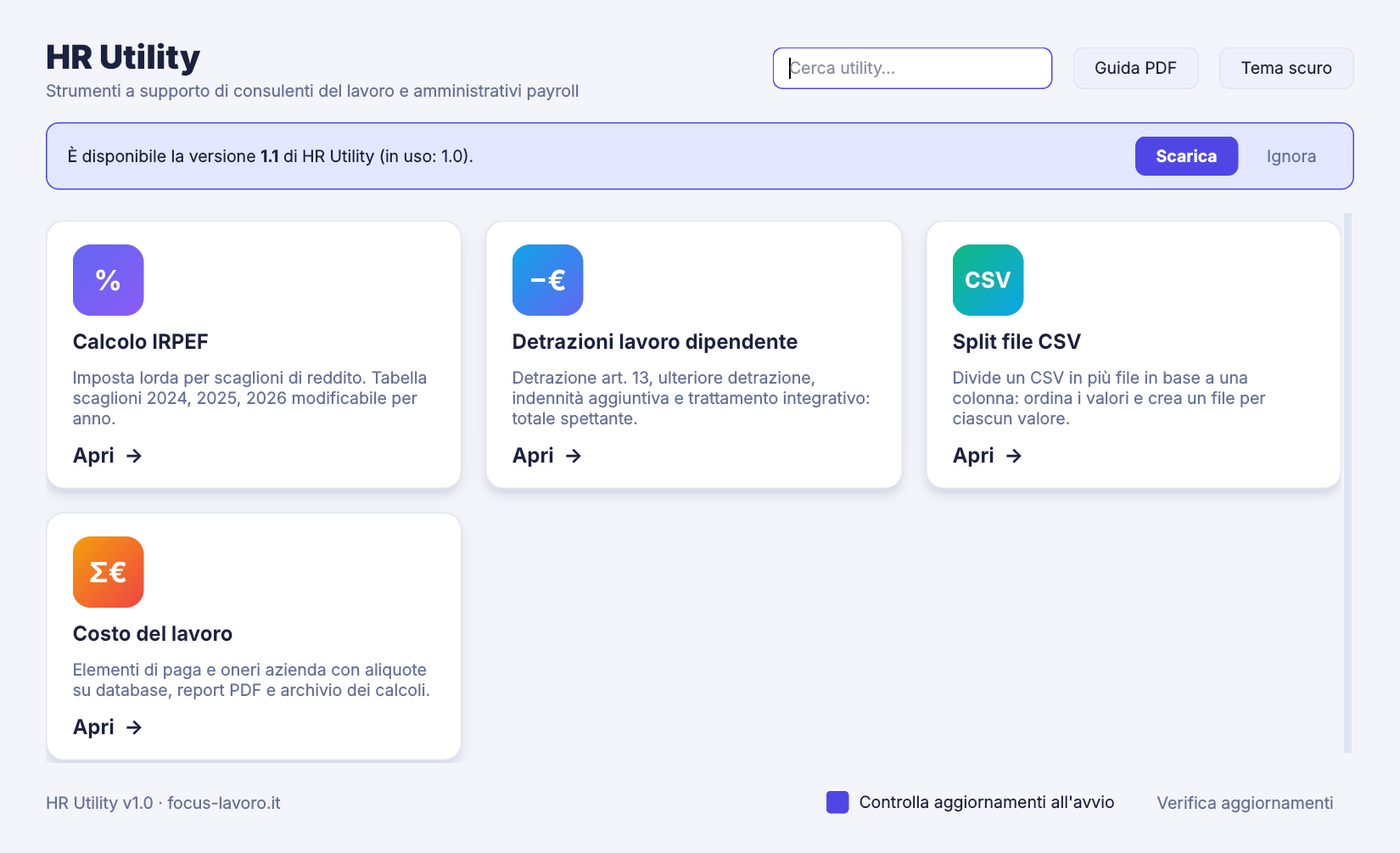 HR Utility
Strumenti a supporto di consulenti del lavoro e amministrativi payroll
Cerca utility...
Guida PDF
Tema scuro
È disponibile la versione 1.1 di HR Utility (in uso: 1.0).
Scarica
Ignora
%
Calcolo IRPEF
Imposta lorda per scaglioni di reddito. Tabella
scaglioni 2024, 2025, 2026 modificabile per
anno.
Apri →
−€
Detrazioni lavoro dipendente
Detrazione art. 13, ulteriore detrazione,
indennità aggiuntiva e trattamento integrativo:
totale spettante.
Apri →
CSV
Split file CSV
Divide un CSV in più file in base a una
colonna: ordina i valori e crea un file per
ciascun valore.
Apri →
Σ€
Costo del lavoro
Elementi di paga e oneri azienda con aliquote
su database, report PDF e archivio dei calcoli.
Apri →
HR Utility v1.0 · focus-lavoro.it
Controlla aggiornamenti all'avvio
Verifica aggiornamenti